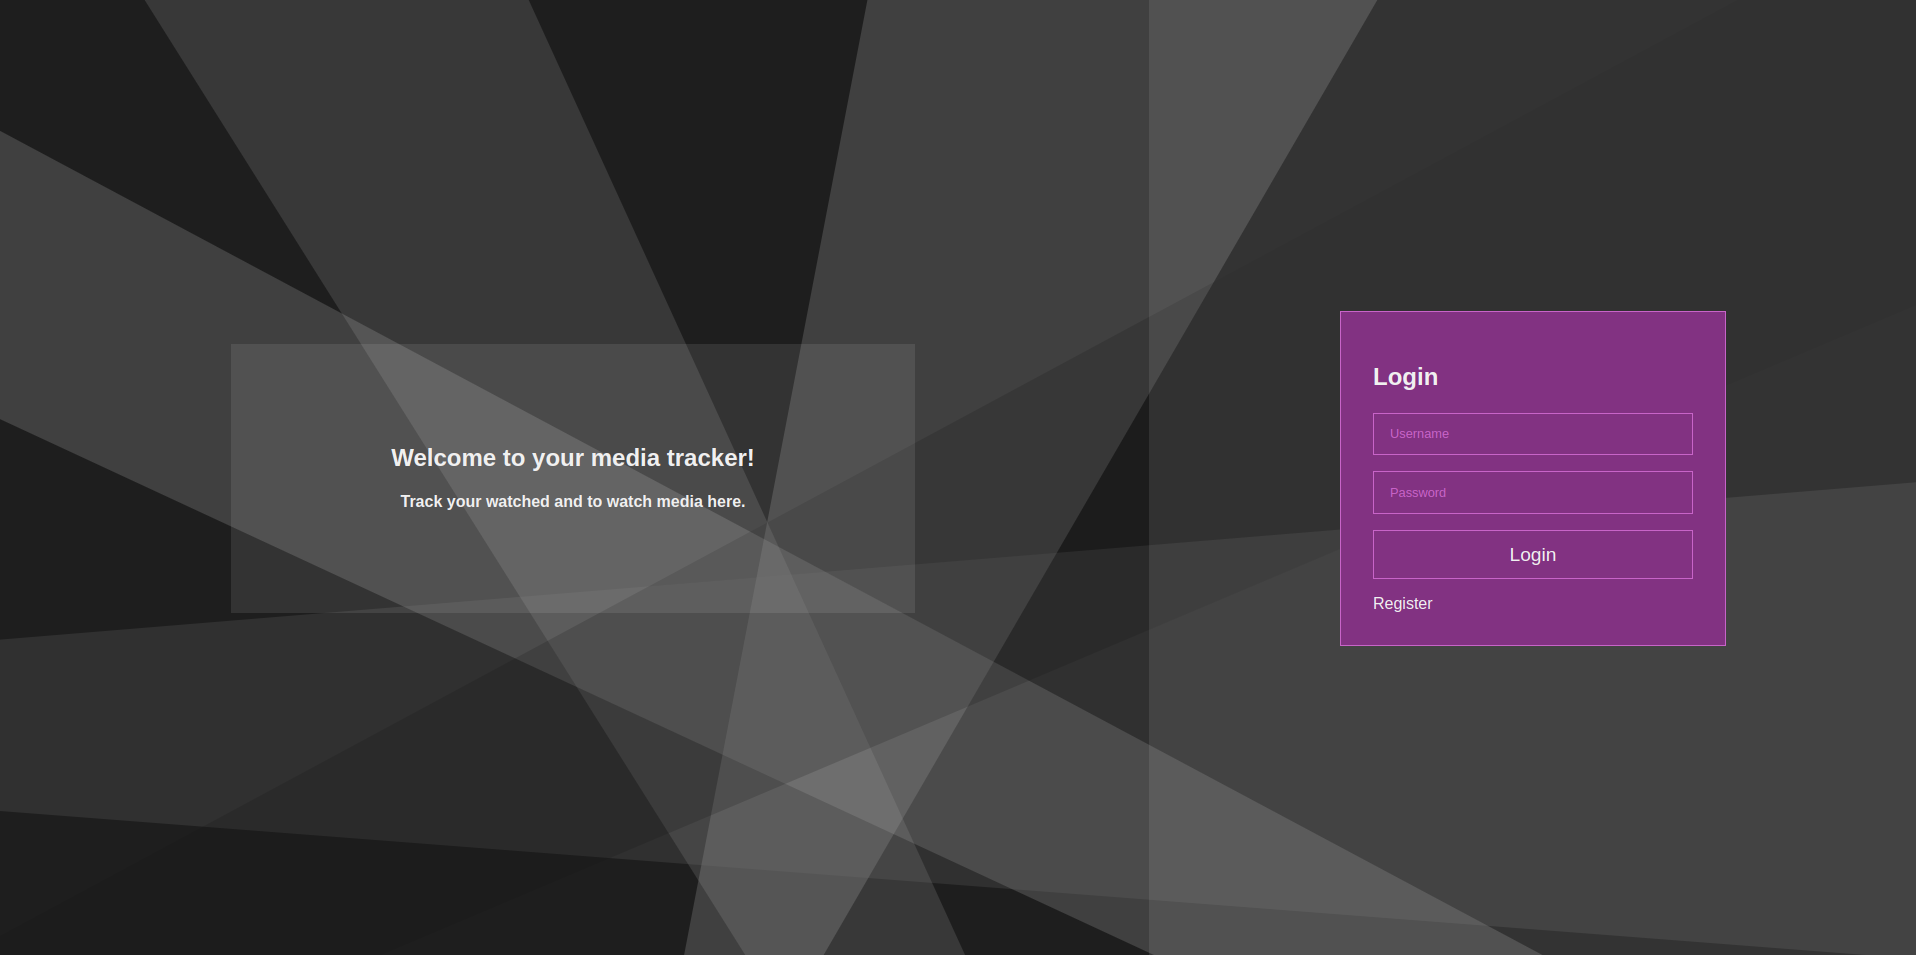 Welcome to your media tracker!
Track your watched and to watch media here.
Login
Username
Password
Login
Register